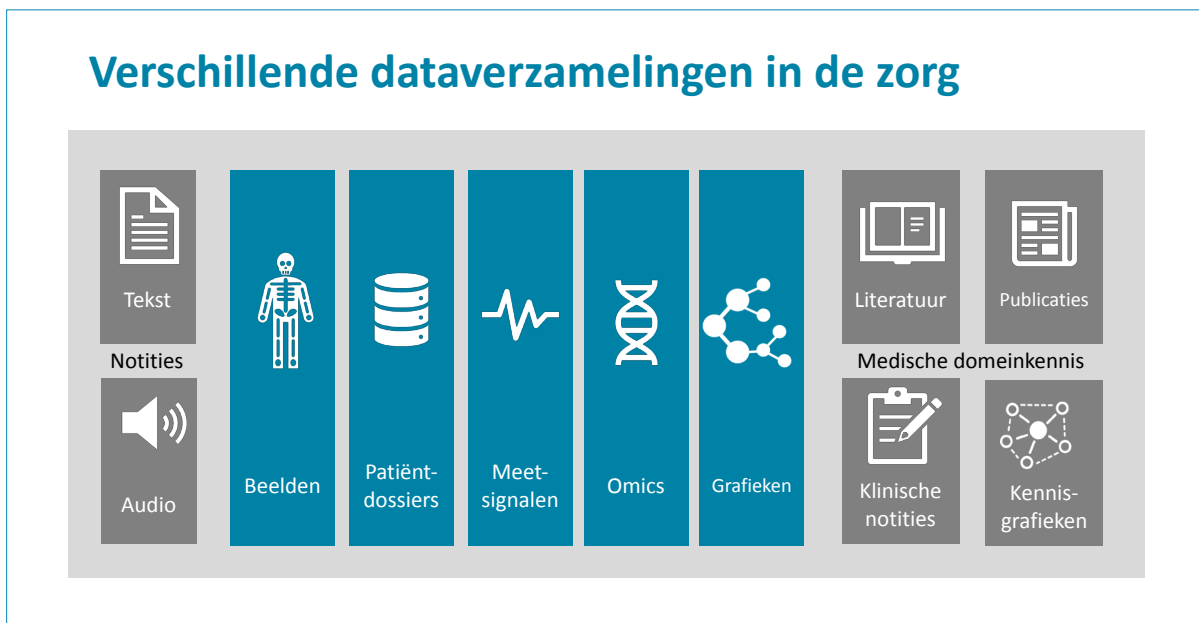 Verschillende dataverzamelingen in de zorg
Tekst
Notities
Audio
Beelden
Patiënt-
dossiers
Meet-
signalen
Omics
Grafieken
Literatuur
Publicaties
Medische domeinkennis
Klinische
notities
Kennis-
grafieken